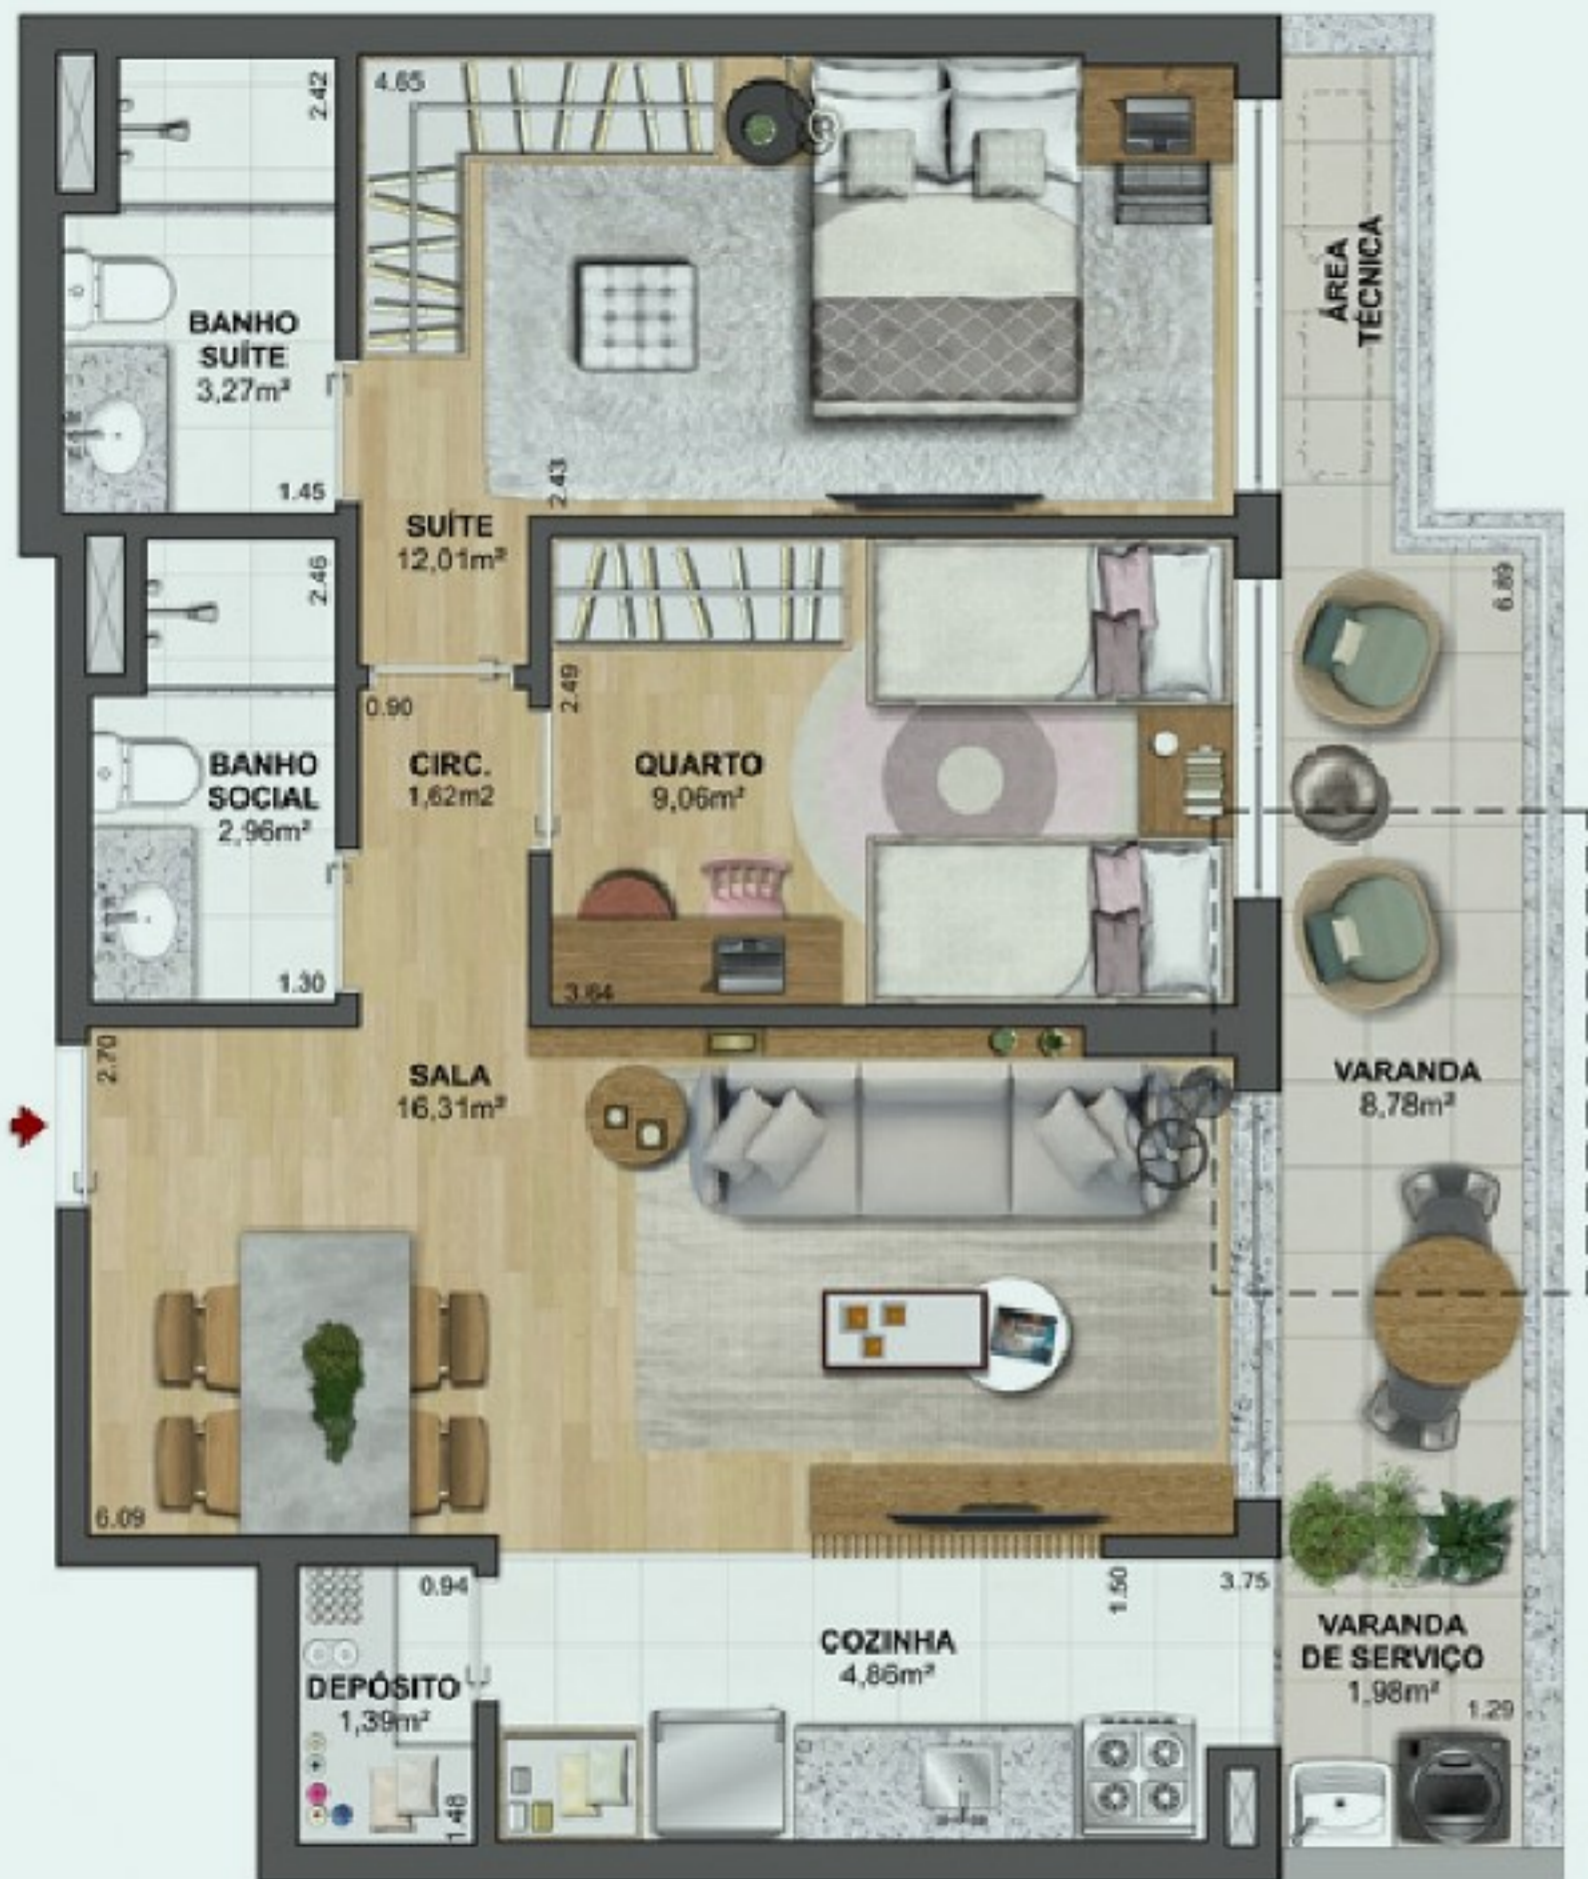 2.42
4.65
ÁREA
TÉCNICA
BANHO
SUÍTE
3,27m²
1.45
2.43
SUÍTE
12,01m²
2.46
6.89
2.49
0.90
BANHO
SOCIAL
2,96m²
CIRC.
1,62m2
QUARTO
9,06m²
1.30
3.64
2.70
SALA
16,31m²
VARANDA
8,78m²
6.09
0.94
1.50
3.75
COZINHA
4,86m²
VARANDA
DE SERVIÇO
1,98m²
1.29
DEPÓSITO
1,39m²
1.48